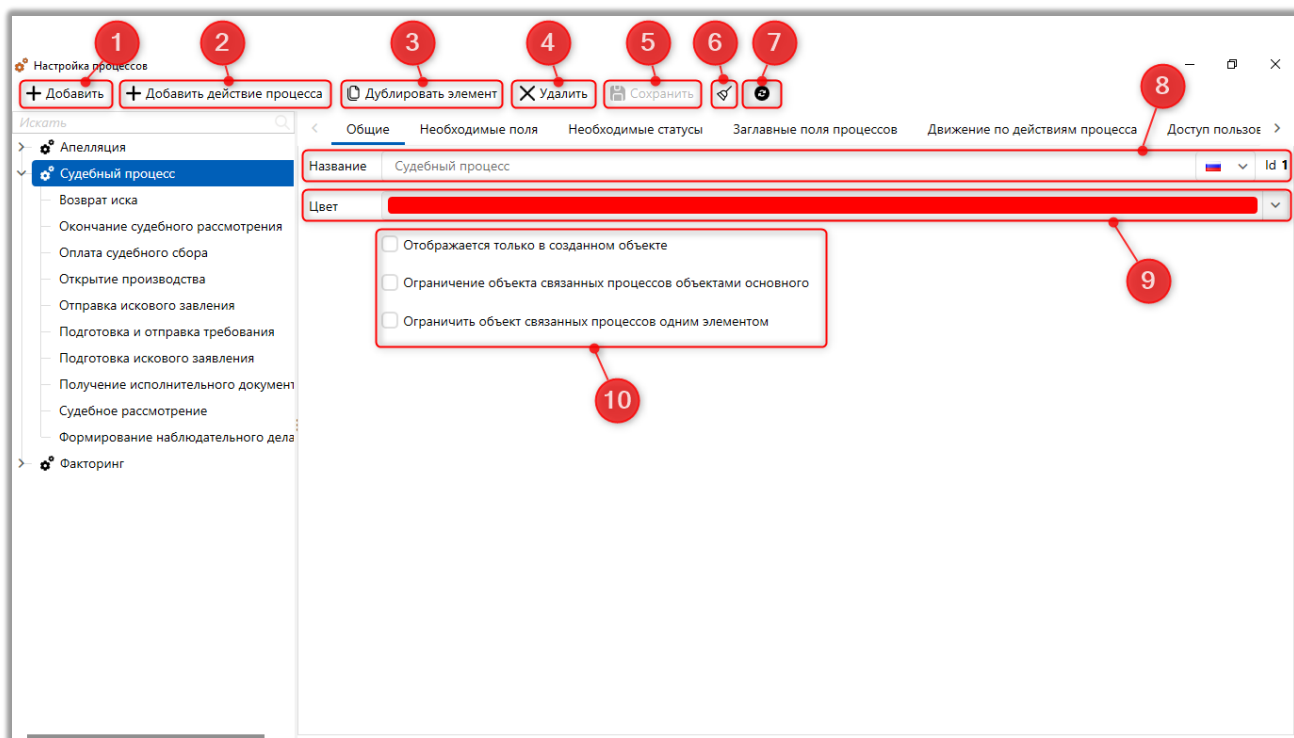 1 2 3 4 5 6 7
Настройка процессов
Добавить Добавить действие процесса Дублировать элемент Удалить Сохранить
8
Искать
Общие Необходимые поля Необходимые статусы Заглавные поля процессов Движение по действиям процесса Доступ пользов
Апелляция
Название Судебный процесс Id 1
Судебный процесс
Возврат иска
Цвет
Окончание судебного рассмотрения
Отображается только в созданном объекте
Оплата судебного сбора
Открытие производства
Ограничение объекта связанных процессов объектами основного
9
Отправка искового завления
Ограничить объект связанных процессов одним элементом
Подготовка и отправка требования
Подготовка искового заявления
Получение исполнительного документ
10
Судебное рассмотрение
Формирование наблюдательного дела
Факторинг